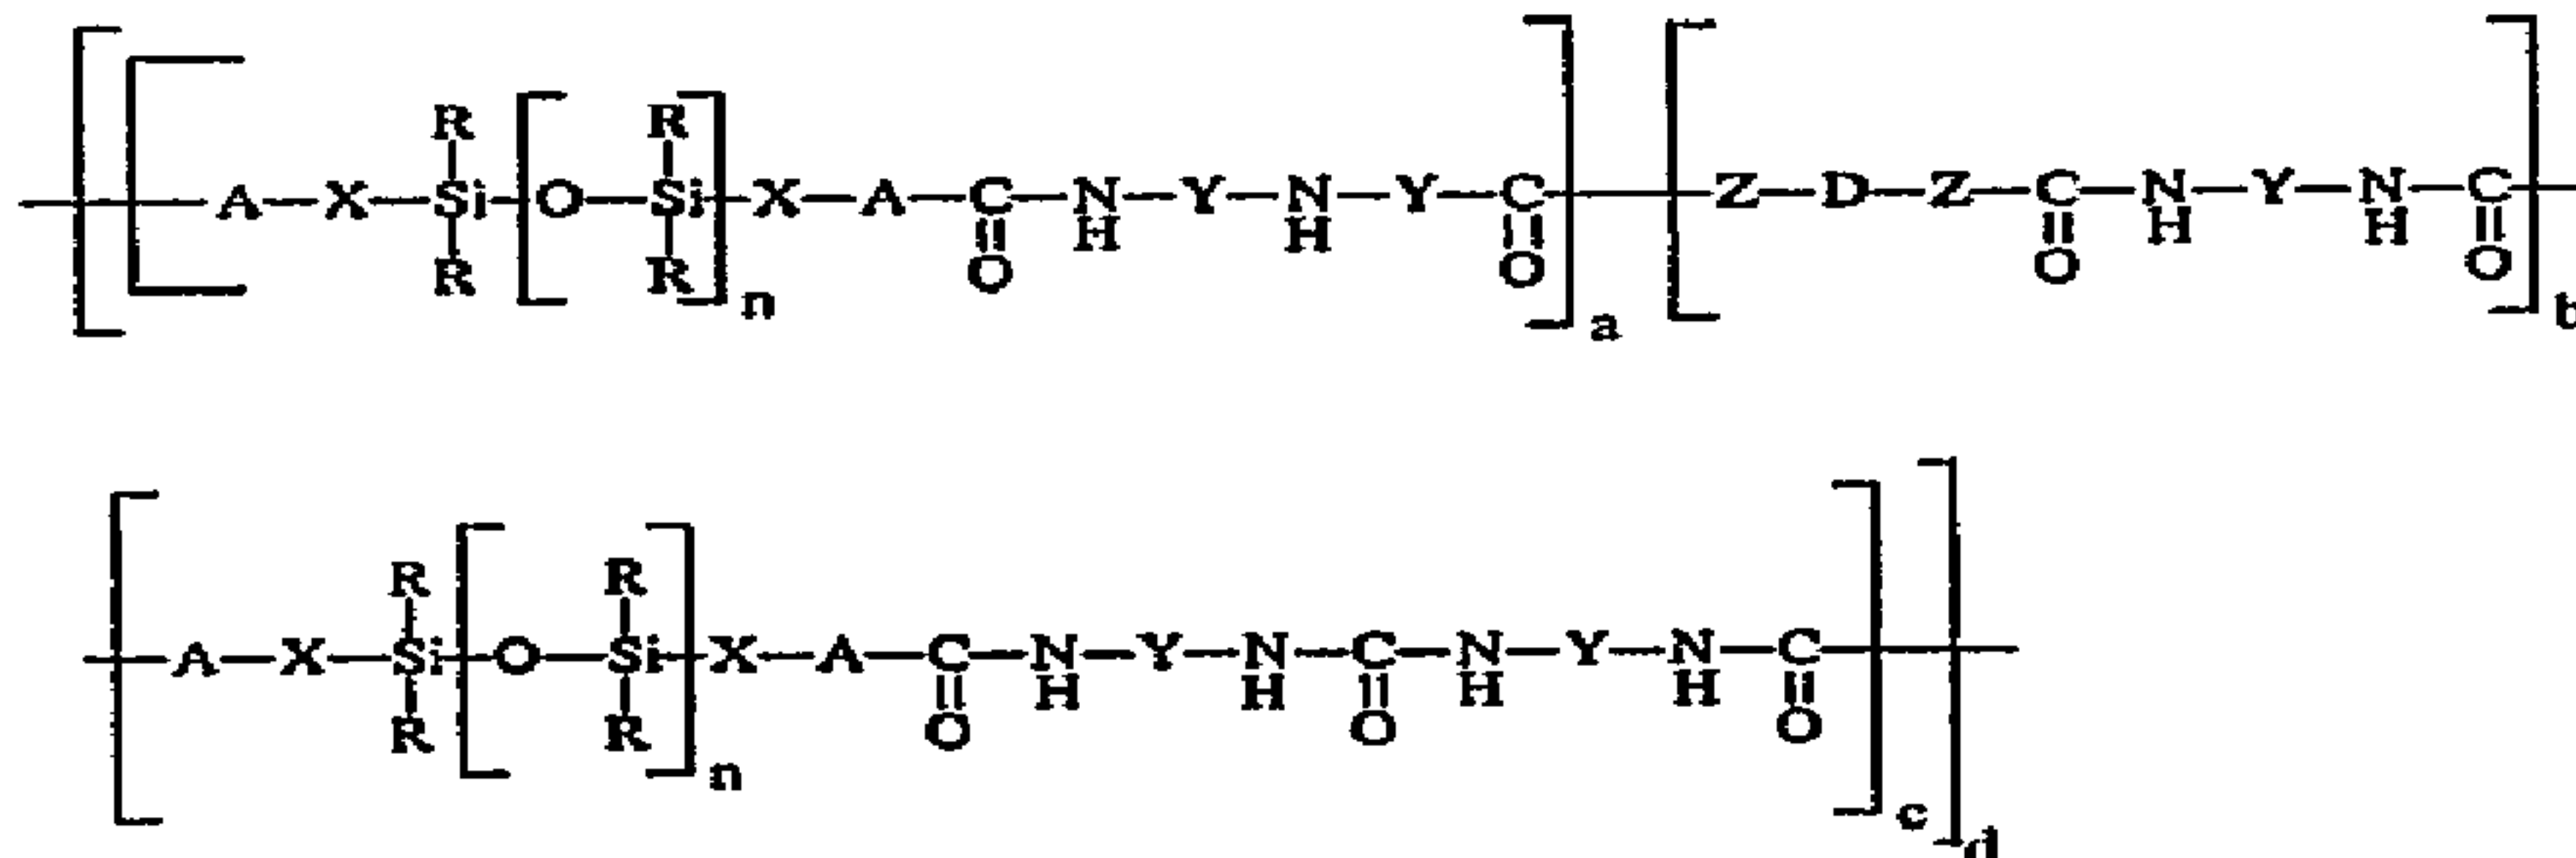 R R
A—X—Si—[O—Si]n—X—A—C—N—Y—N—Y—C a Z—D—Z—C—N—Y—N—C b
R R O H H O O H H O
R R
A—X—Si—[O—Si]n—X—A—C—N—Y—N—C—N—Y—N—C c d
R R O H H O H H O